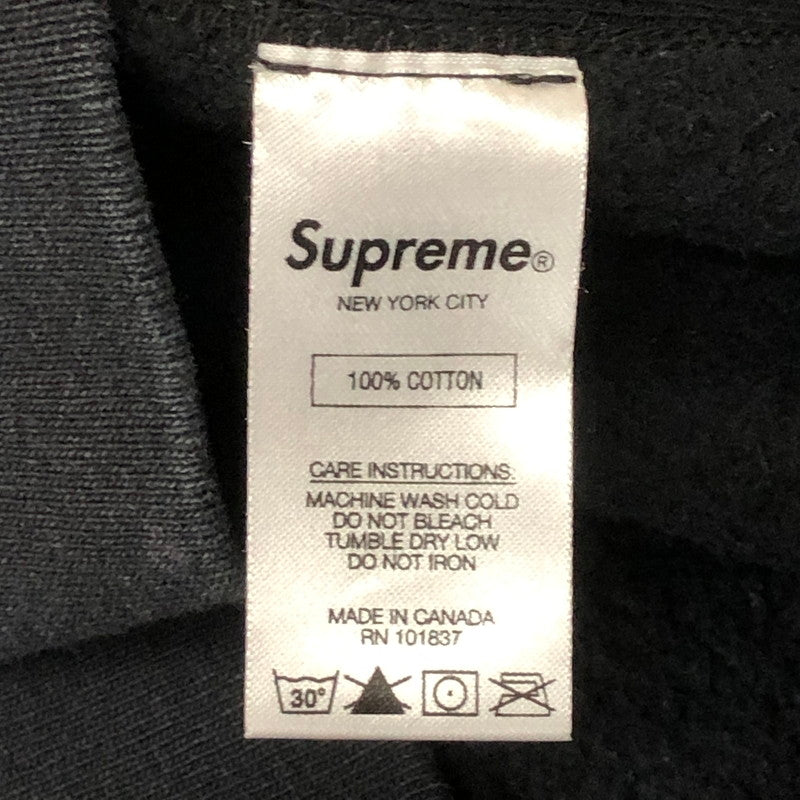 Supreme®
NEW YORK CITY
100% COTTON
CARE INSTRUCTIONS:
MACHINE WASH COLD
DO NOT BLEACH
TUMBLE DRY LOW
DO NOT IRON
MADE IN CANADA
RN 101837
30°